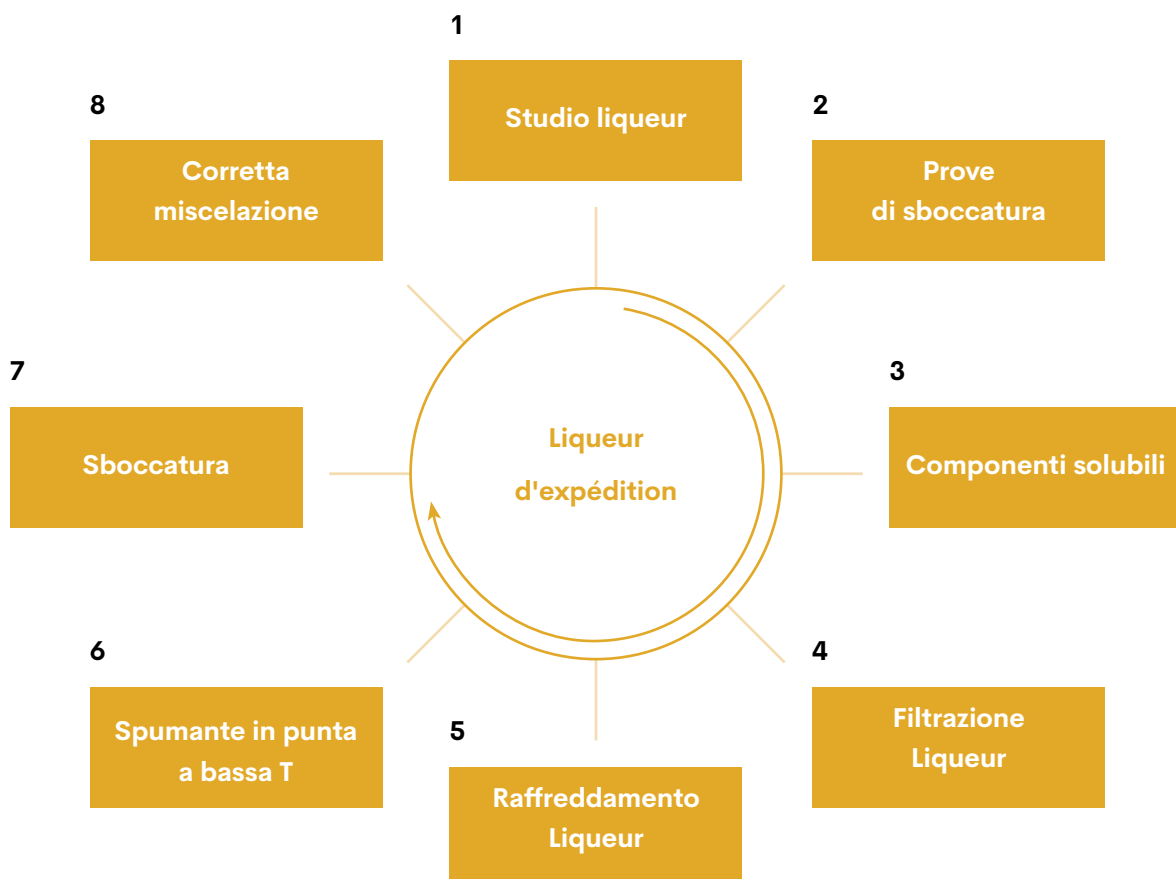 1
Studio liqueur
2
Prove
di sboccatura
3
Componenti solubili
4
Filtrazione
Liqueur
5
Raffreddamento
Liqueur
6
Spumante in punta
a bassa T
7
Sboccatura
8
Corretta
miscelazione
Liqueur
d'expédition